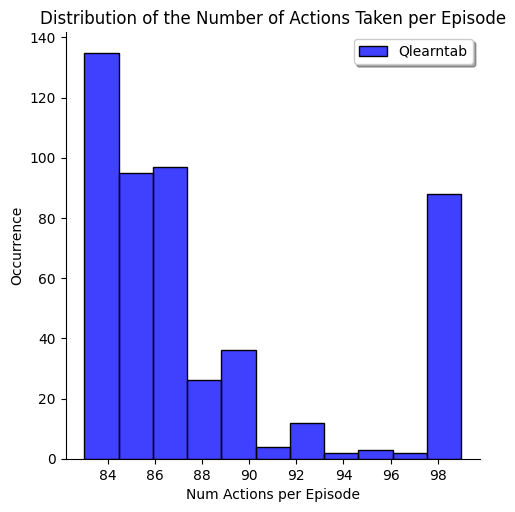 Distribution of the Number of Actions Taken per Episode
Qlearntab
Occurrence
140
120
100
80
60
40
20
0
84 86 88 90 92 94 96 98
Num Actions per Episode